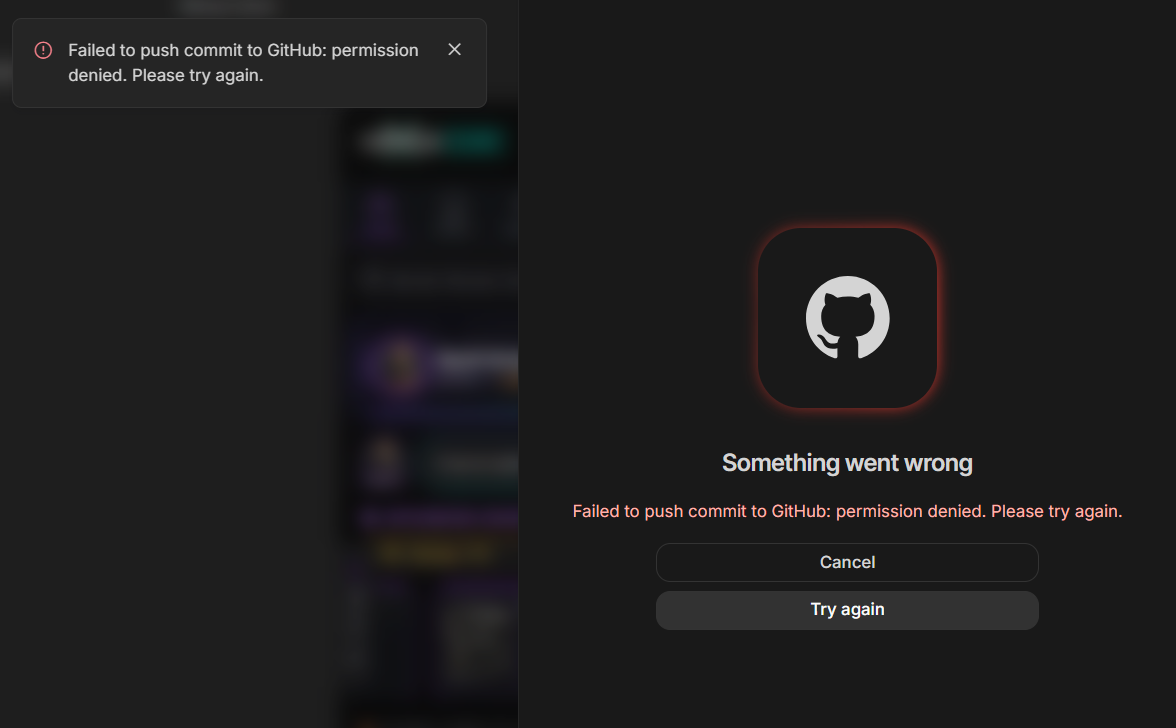 Failed to push commit to GitHub: permission
denied. Please try again.
Something went wrong
Failed to push commit to GitHub: permission denied. Please try again.
Cancel
Try again